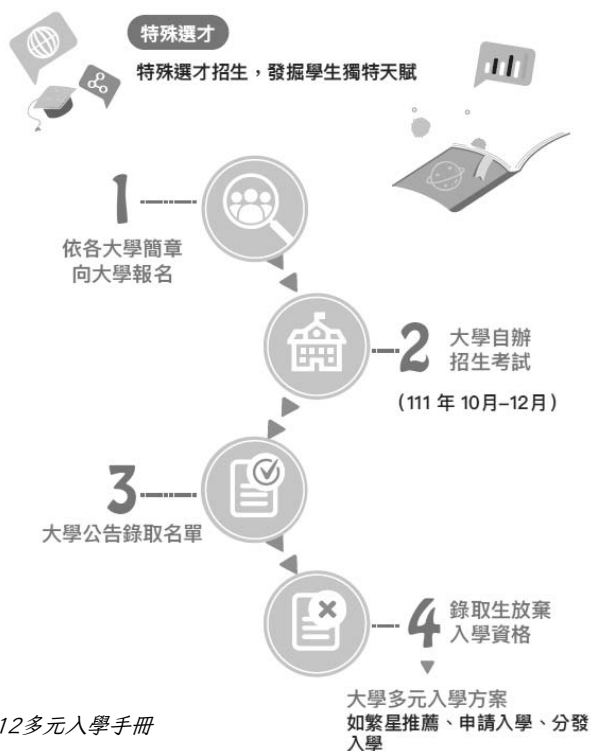 特殊選才
特殊選才招生，發掘學生獨特天賦
1
依各大學簡章
向大學報名
2
大學自辦
招生考試
(111 年 10月–12月)
3
大學公告錄取名單
4
錄取生放棄
入學資格
大學多元入學方案
如繁星推薦、申請入學、分發
入學
12多元入學手冊